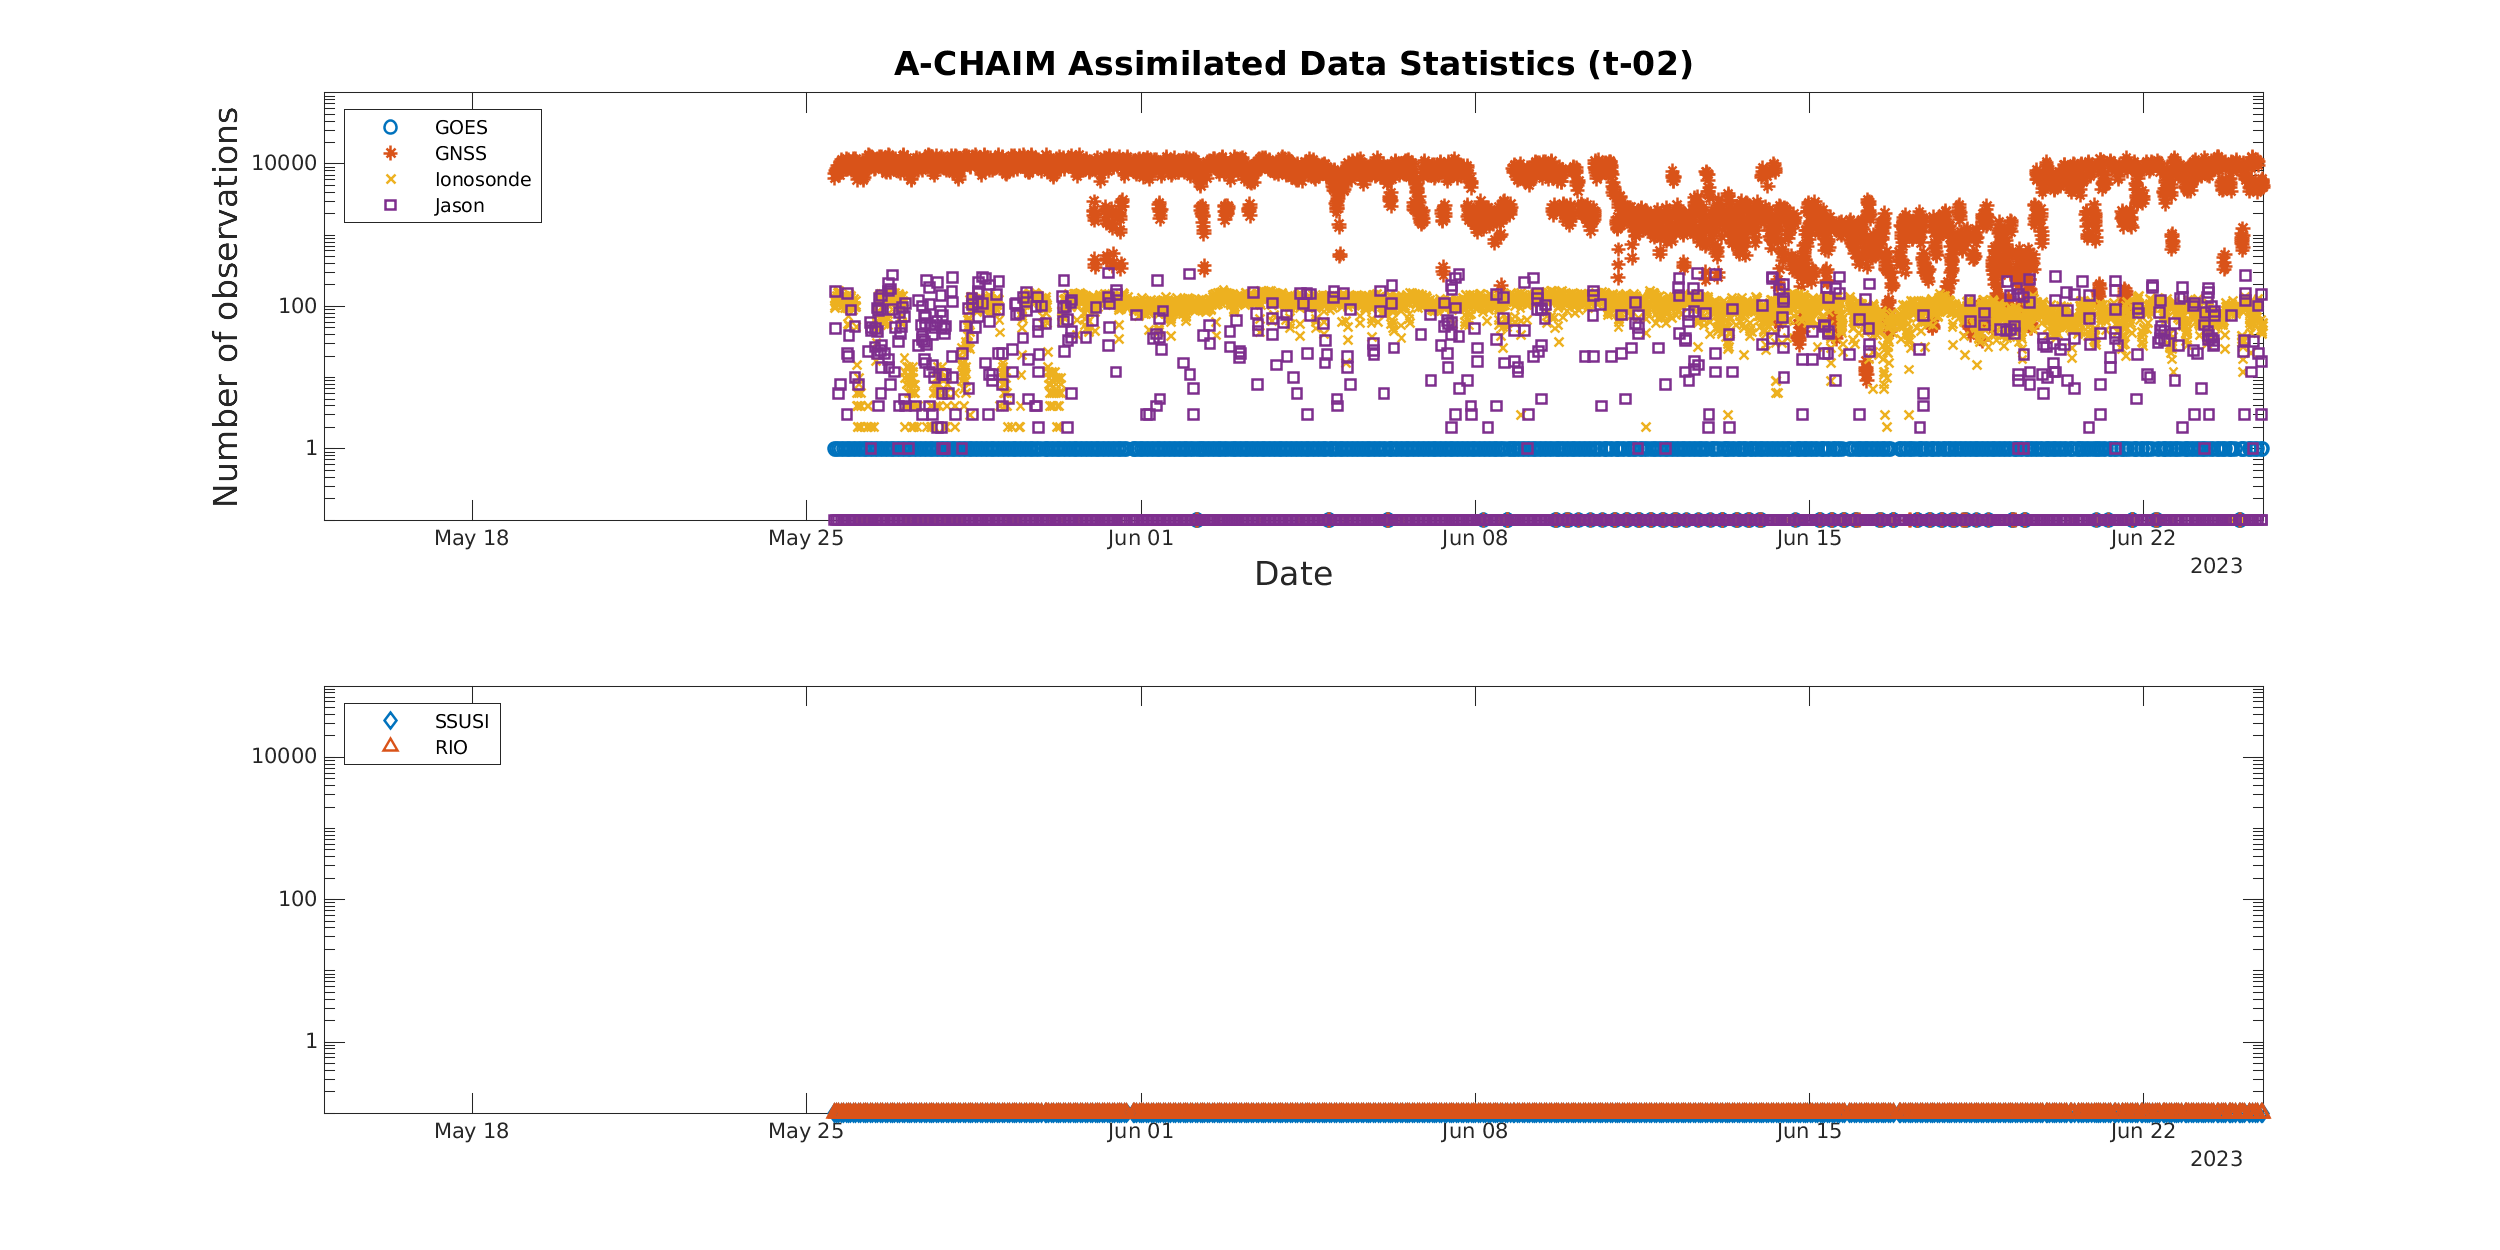 A-CHAIM Assimilated Data Statistics (t-02)
Number of observations
10000
100
1
GOES
GNSS
Ionosonde
Jason
May 18 May 25 Jun 01 Jun 08 Jun 15 Jun 22
2023
Date
10000
100
1
SSUSI
RIO
May 18 May 25 Jun 01 Jun 08 Jun 15 Jun 22
2023